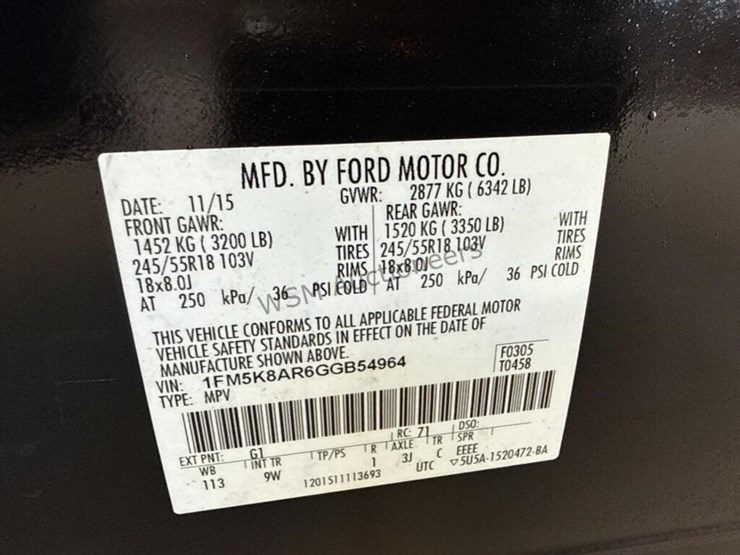 MFD. BY FORD MOTOR CO.
DATE: 11/15 GVWR: 2877 KG ( 6342 LB)
FRONT GAWR: REAR GAWR:
1452 KG ( 3200 LB) WITH 1520 KG ( 3350 LB) WITH
245/55R18 103V TIRES 245/55R18 103V TIRES
18x8.0J RIMS 18x8.0J RIMS
AT 250 kPa/ 36 PSI COLD AT 250 kPa/ 36 PSI COLD
WSM Auctioneers
THIS VEHICLE CONFORMS TO ALL APPLICABLE FEDERAL MOTOR
VEHICLE SAFETY STANDARDS IN EFFECT ON THE DATE OF
MANUFACTURE SHOWN ABOVE.
VIN: 1FM5K8AR6GGB54964 F0305
TYPE: MPV T0458
EXT PNT: G1 RC: 71 DSO:
WB INT TR TP/PS R AXLE TR SPR
113 9W 1 3J C EEEE
1201511113693 UTC ▽5U5A-1520472-BA